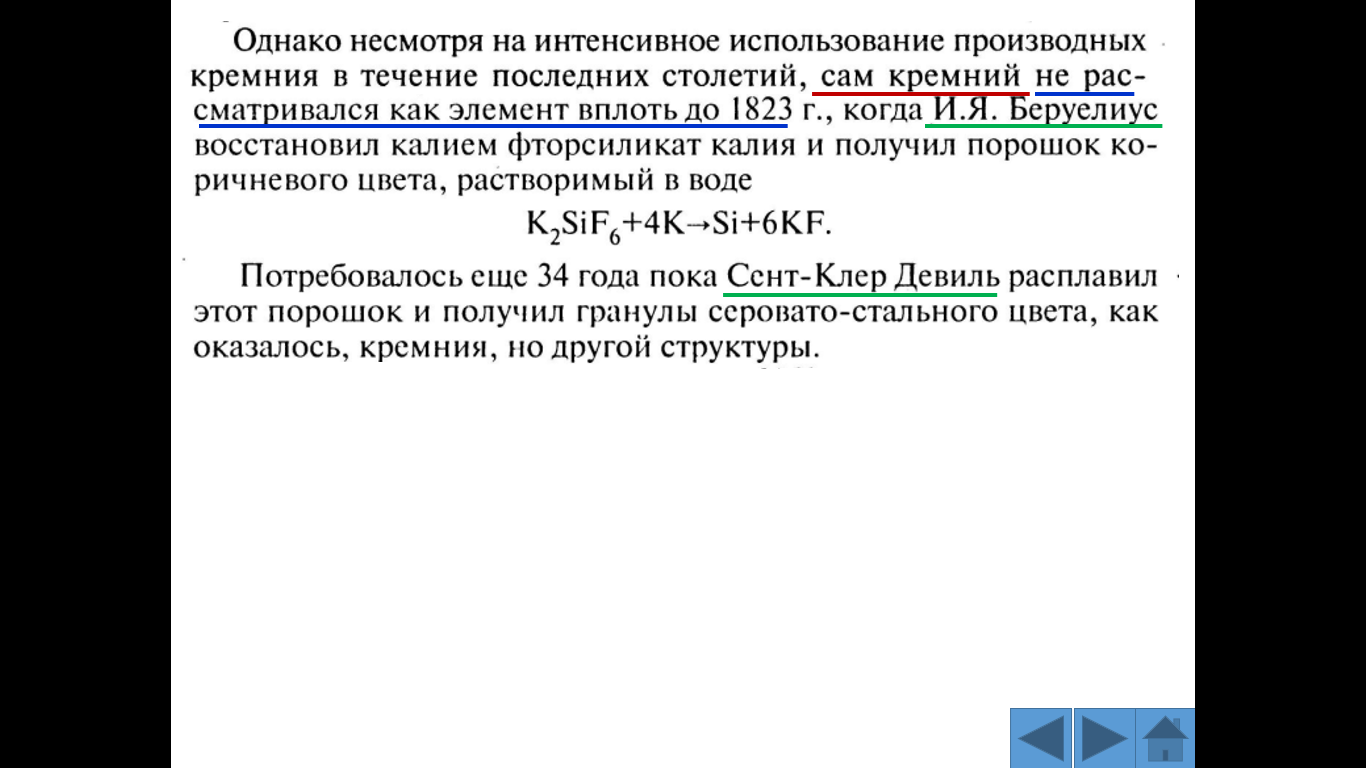 Однако несмотря на интенсивное использование производных
кремния в течение последних столетий, сам кремний не рас-
сматривался как элемент вплоть до 1823 г., когда И.Я. Беруелиус
восстановил калием фторсиликат калия и получил порошок ко-
ричневого цвета, растворимый в воде
K₂SiF₆+4K→Si+6KF.
Потребовалось еще 34 года пока Сент-Клер Девиль расплавил
этот порошок и получил гранулы серовато-стального цвета, как
оказалось, кремния, но другой структуры.